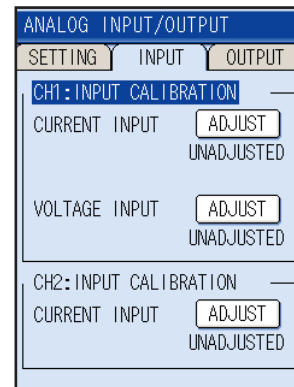 ANALOG INPUT/OUTPUT
SETTING INPUT OUTPUT
CH1:INPUT CALIBRATION
CURRENT INPUT ADJUST
UNADJUSTED
VOLTAGE INPUT ADJUST
UNADJUSTED
CH2:INPUT CALIBRATION
CURRENT INPUT ADJUST
UNADJUSTED